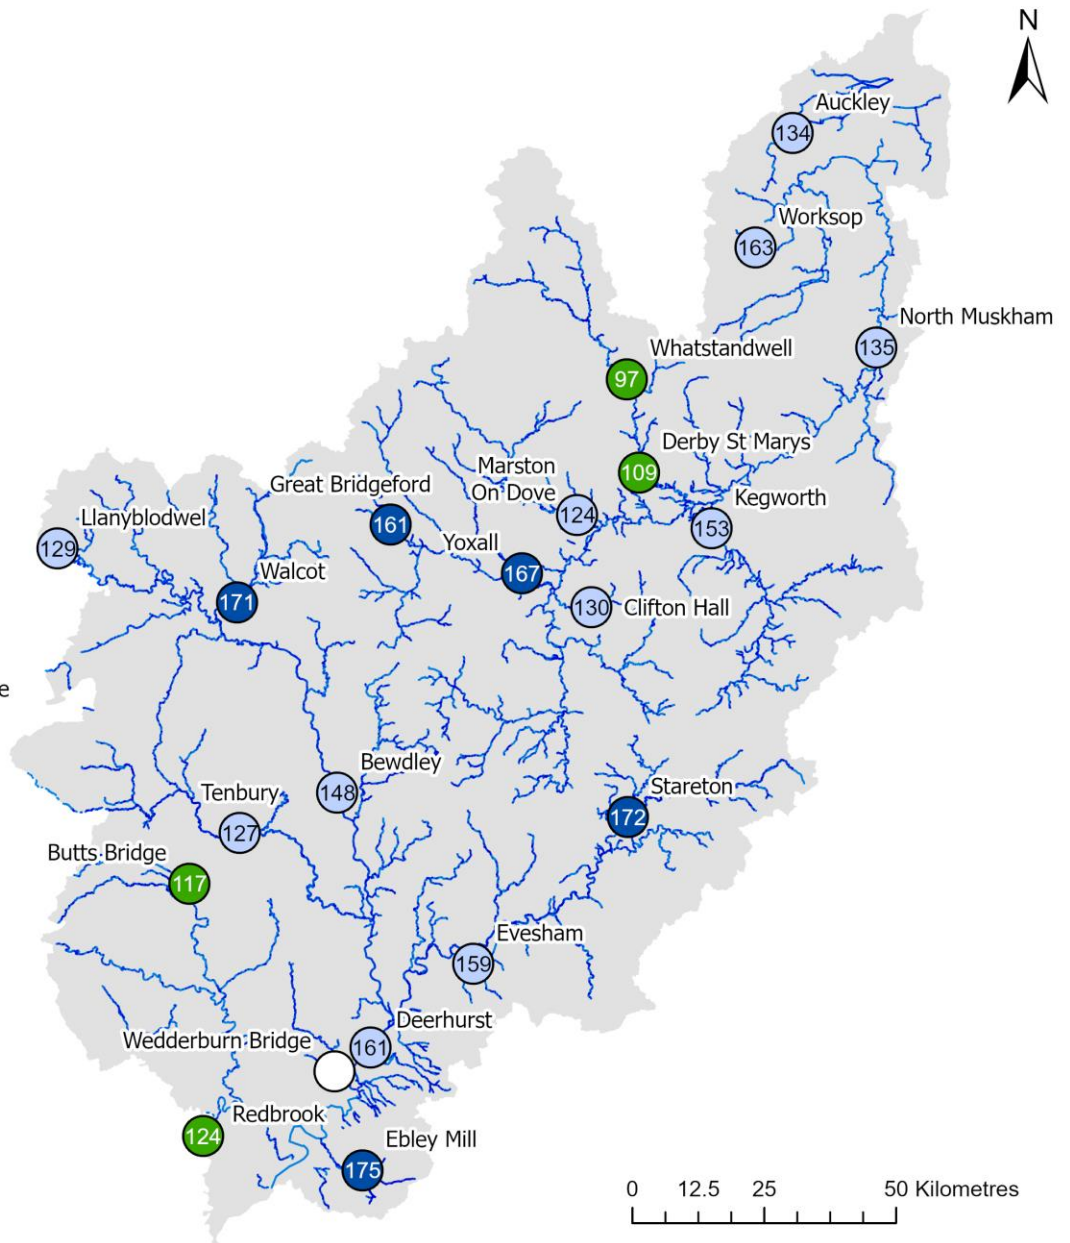 N
Auckley
134
Worksop
163
North Muskham
135
Whatstandwell
97
Derby St Marys
109
Marston
On Dove
124
Kegworth
153
Great Bridgeford
161
Llanyblodwel
129
Yoxall
167
Walcot
171
130
Clifton Hall
e
Bewdley
148
Stareton
172
Tenbury
127
Butts Bridge
117
Evesham
159
Deerhurst
161
Wedderburn Bridge
Redbrook
124
Ebley Mill
175
0 12.5 25 50 Kilometres